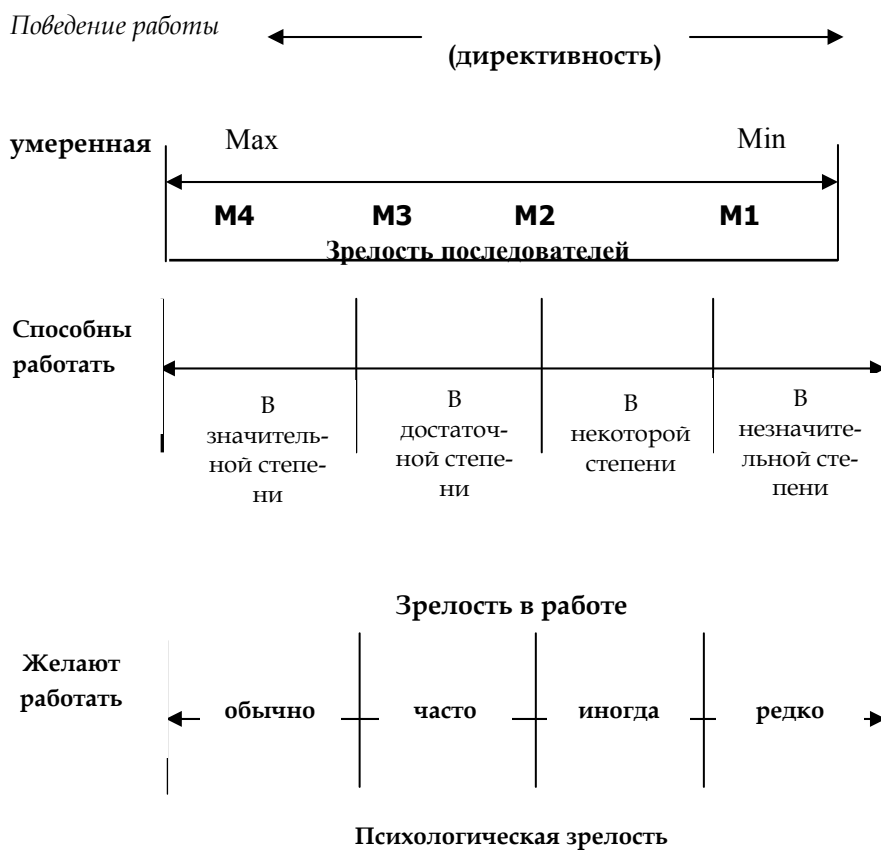 Поведение работы
(директивность)
умеренная Max Min
M4 M3 M2 M1
Зрелость последователей
Способны
работать
В
значитель-
ной степе-
ни
В
достаточ-
ной степе-
ни
В
некоторой
степени
В
незначите-
льной сте-
пени
Зрелость в работе
Желают
работать
обычно часто иногда редко
Психологическая зрелость